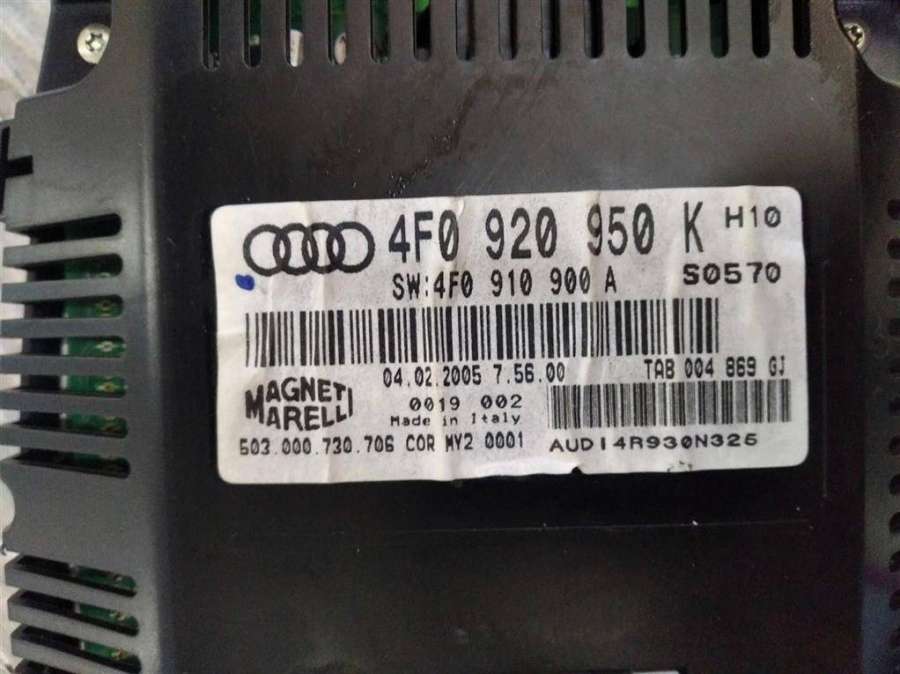 4F0 920 950 K H10
SW:4F0 910 900 A S0570
04.02.2005 7.56.00 TAB 004 869 GJ
MAGNETI MARELLI
0019 002
Made in Italy
503.000.730.706 COR MY2 0001
AUDI4R930N325